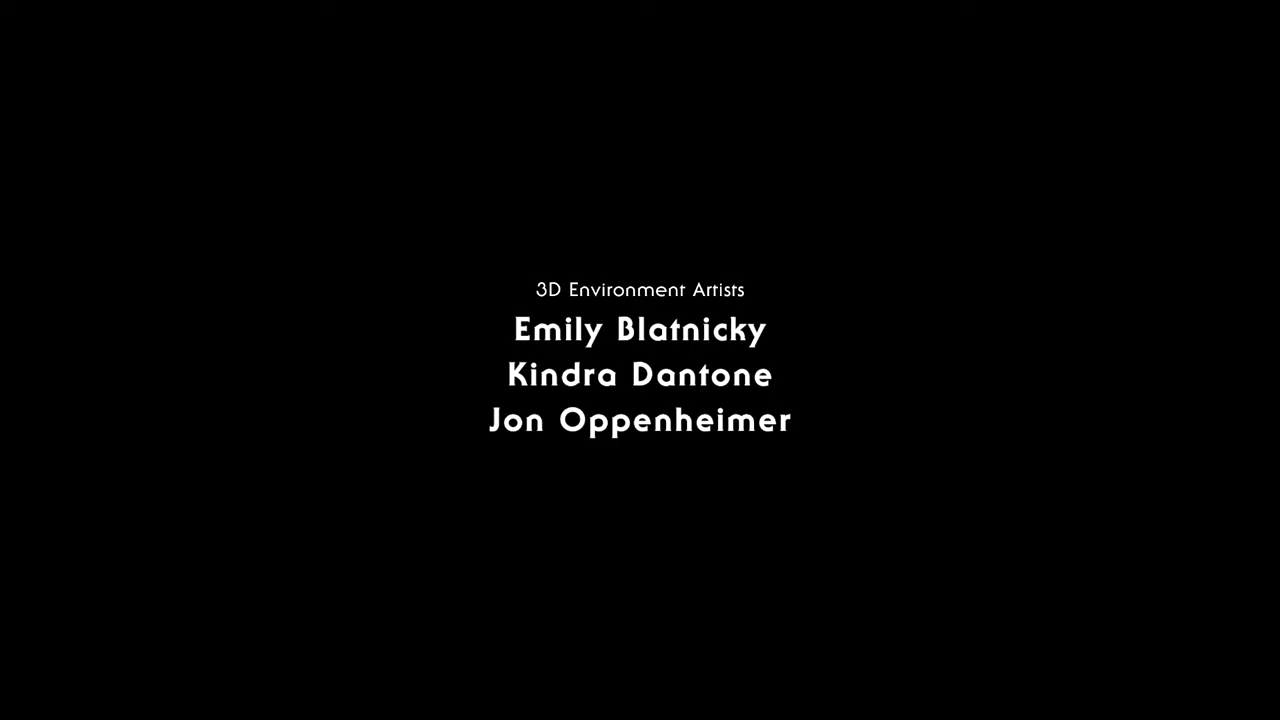 3D Environment Artists
Emily Blatnicky
Kindra Dantone
Jon Oppenheimer